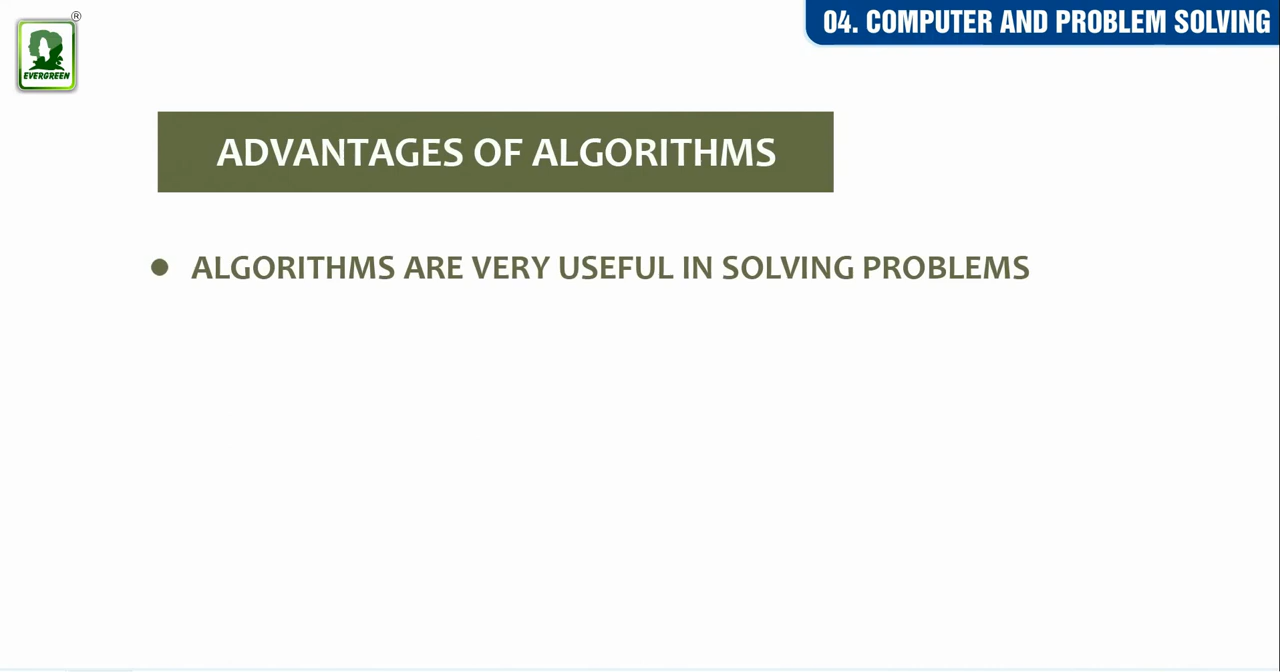 ®
EVERGREEN
04. COMPUTER AND PROBLEM SOLVING
ADVANTAGES OF ALGORITHMS
● ALGORITHMS ARE VERY USEFUL IN SOLVING PROBLEMS